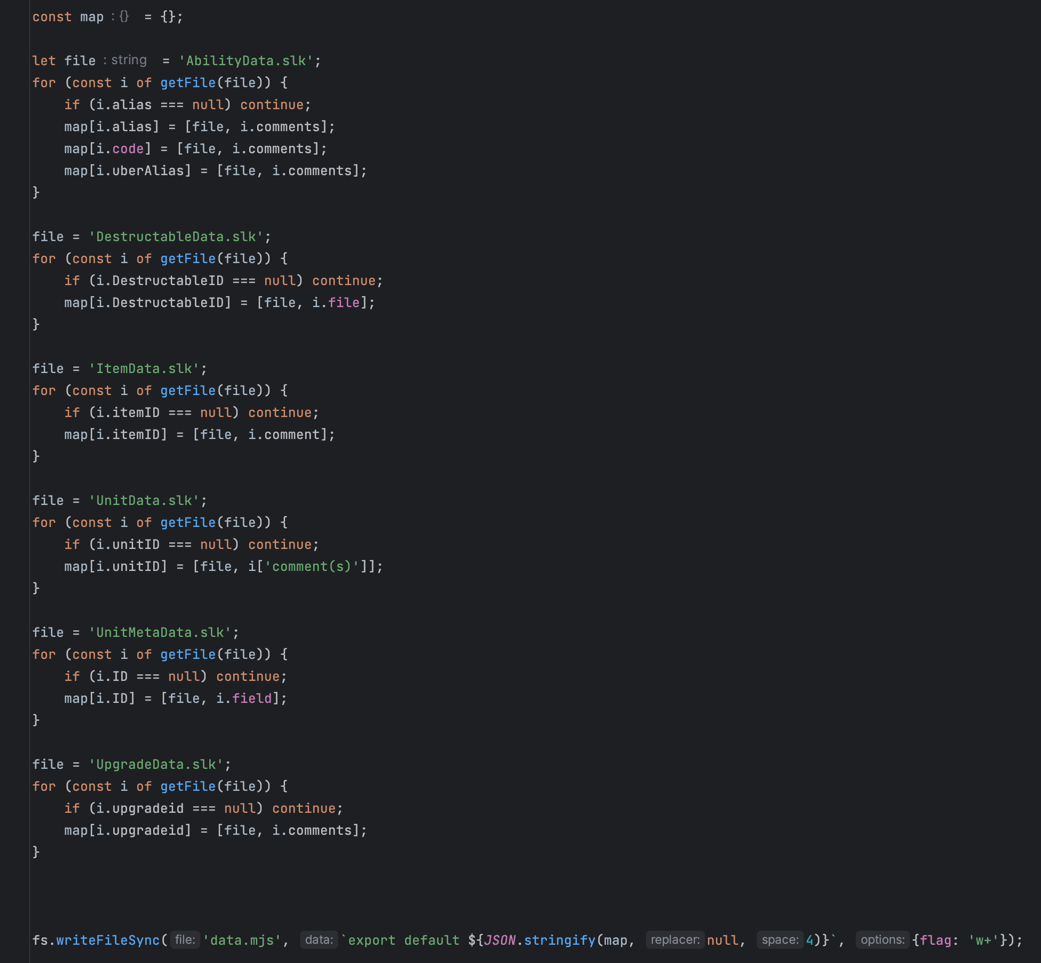 const map : {} = {};
let file : string = 'AbilityData.slk';
for (const i of getFile(file)) {
    if (i.alias === null) continue;
    map[i.alias] = [file, i.comments];
    map[i.code] = [file, i.comments];
    map[i.uberAlias] = [file, i.comments];
}
file = 'DestructableData.slk';
for (const i of getFile(file)) {
    if (i.DestructableID === null) continue;
    map[i.DestructableID] = [file, i.file];
}
file = 'ItemData.slk';
for (const i of getFile(file)) {
    if (i.itemID === null) continue;
    map[i.itemID] = [file, i.comment];
}
file = 'UnitData.slk';
for (const i of getFile(file)) {
    if (i.unitID === null) continue;
    map[i.unitID] = [file, i['comment(s)']];
}
file = 'UnitMetaData.slk';
for (const i of getFile(file)) {
    if (i.ID === null) continue;
    map[i.ID] = [file, i.field];
}
file = 'UpgradeData.slk';
for (const i of getFile(file)) {
    if (i.upgradeid === null) continue;
    map[i.upgradeid] = [file, i.comments];
}
fs.writeFileSync( file: 'data.mjs', data: `export default ${JSON.stringify(map, replacer: null, space: 4)}`, options: {flag: 'w+'});